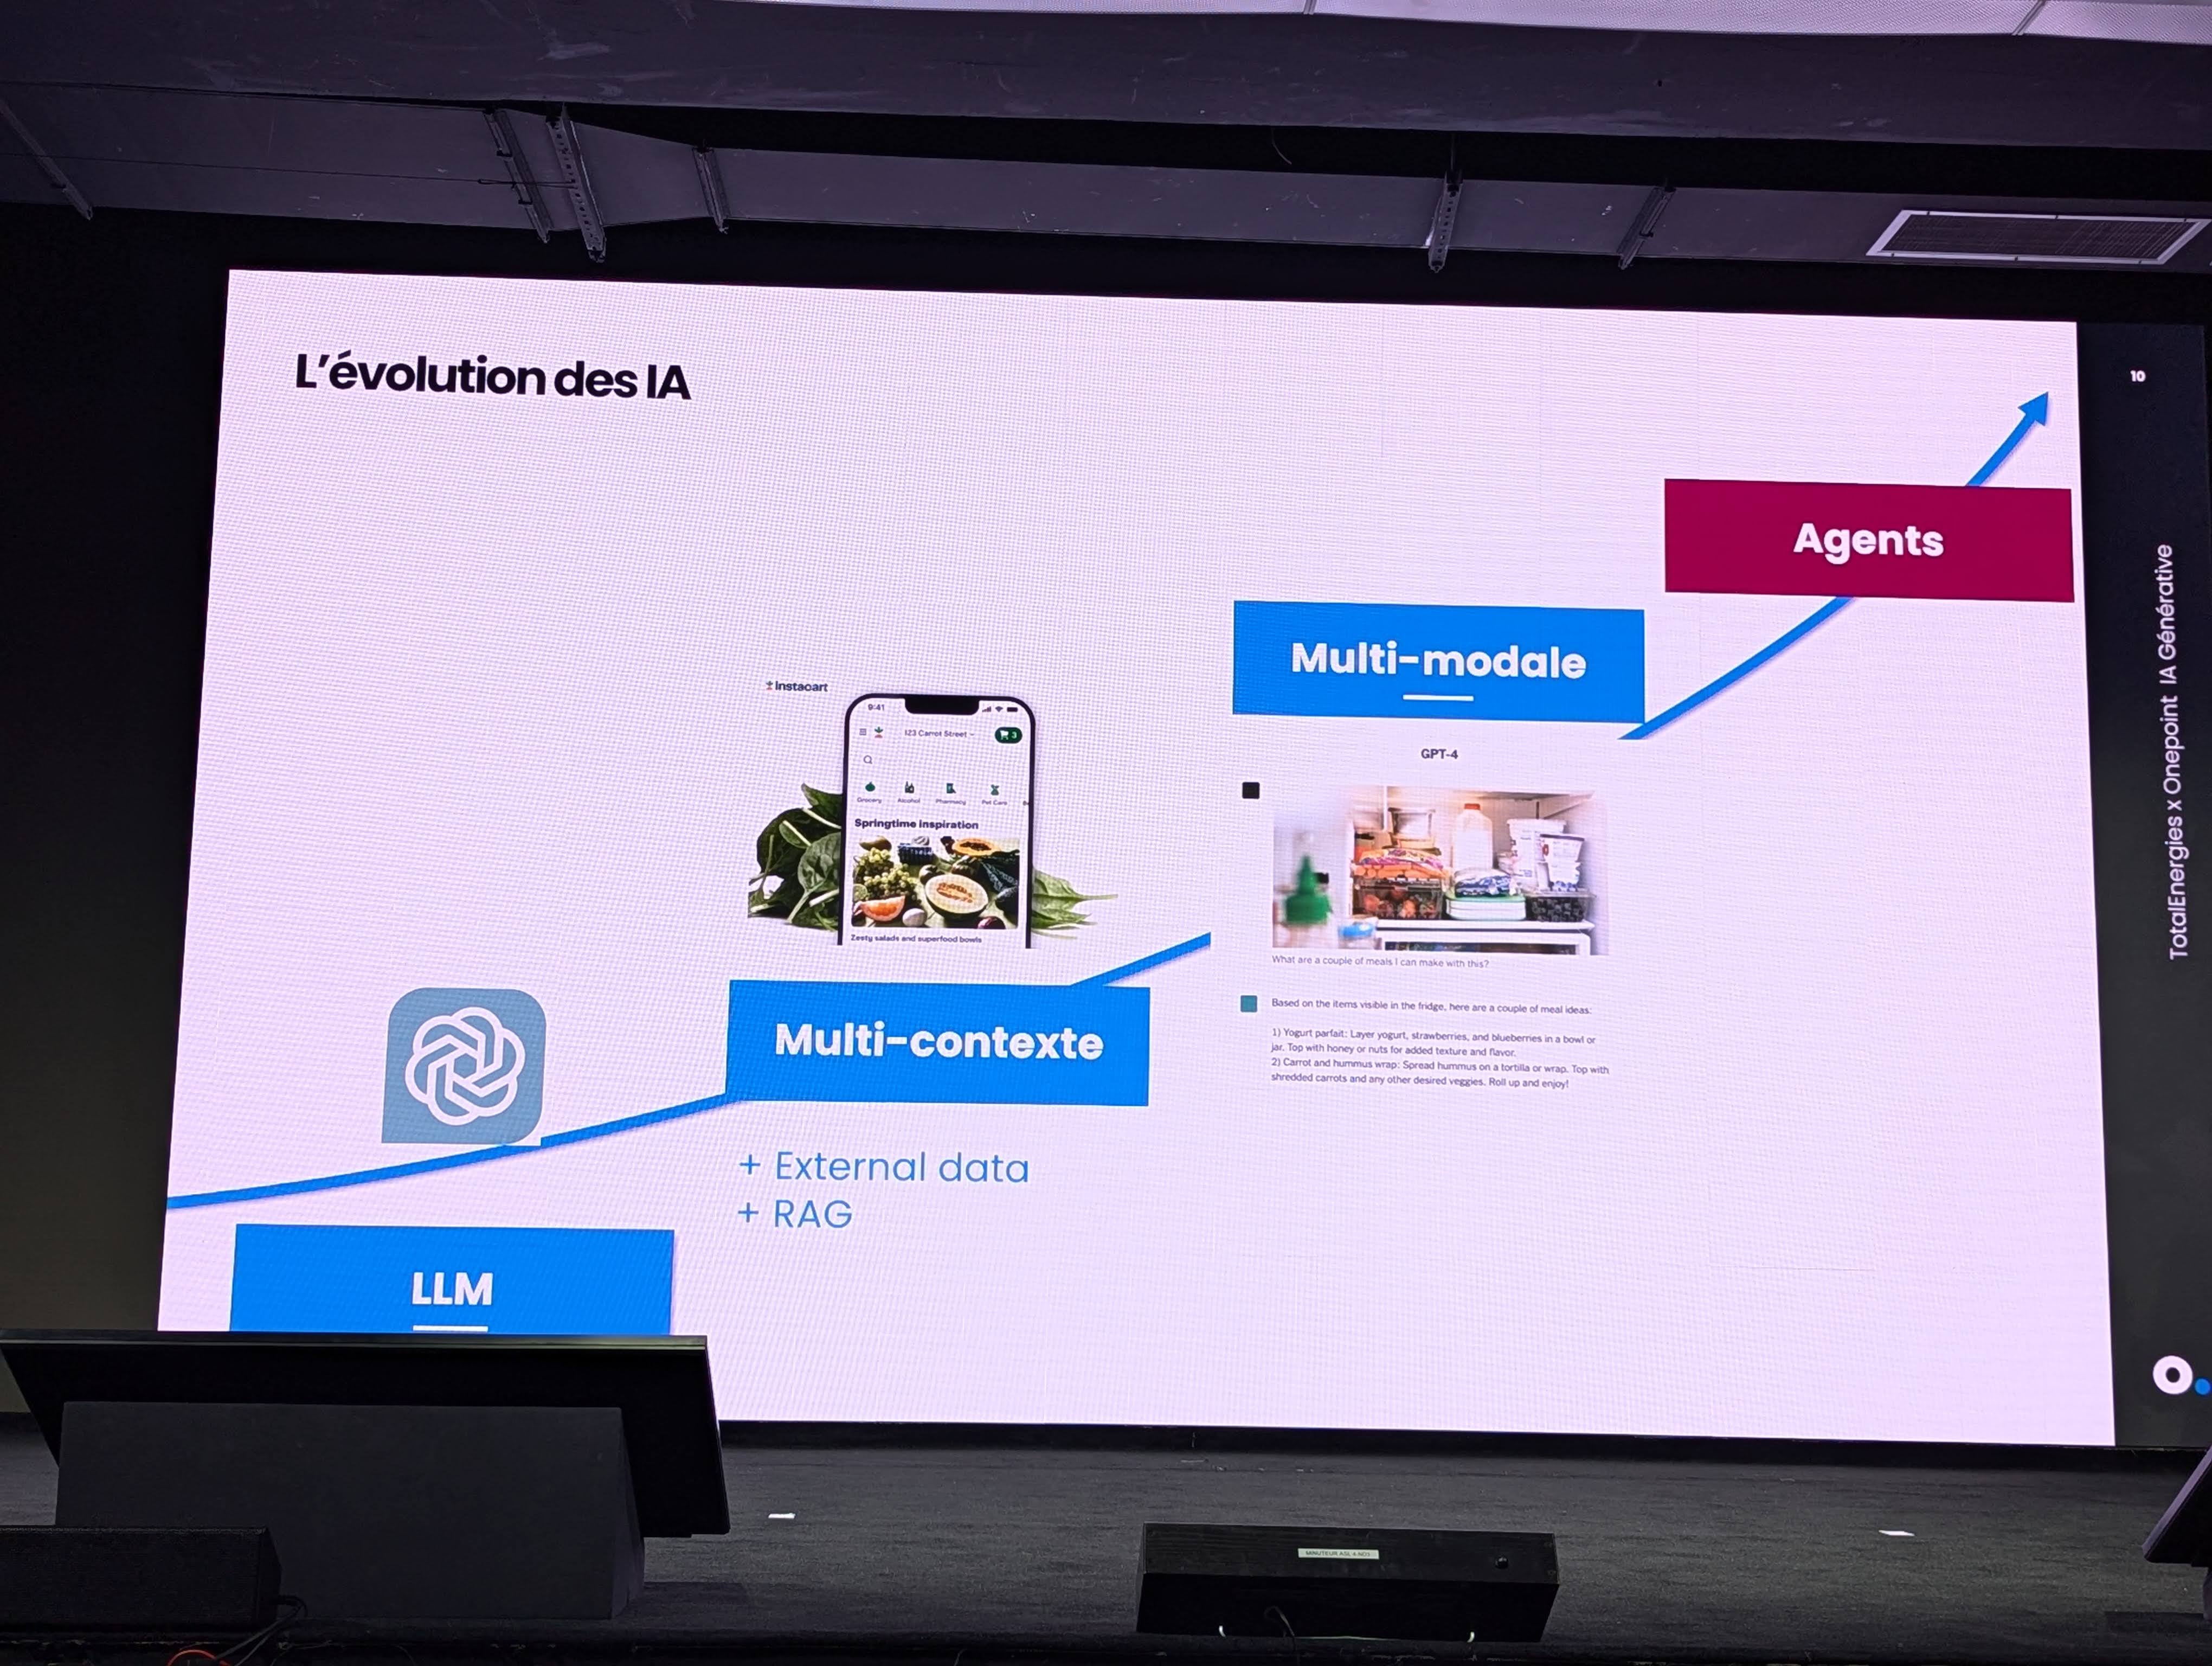 L'évolution des IA
10
Agents
Multi-modale
GPT-4
What are a couple of meals I can make with this?
Based on the items visible in the fridge, here are a couple of meal ideas:
1) Yogurt parfait: Layer yogurt, strawberries, and blueberries in a bowl or
jar. Top with honey or nuts for added texture and flavor.
2) Carrot and hummus wrap: Spread hummus on a tortilla or wrap. Top with
shredded carrots and any other desired veggies. Roll up and enjoy!
instacart
9:41
123 Carrot Street
3
Grocery Alcohol Pharmacy Pet Care
Springtime inspiration
Zesty salads and superfood bowls
Multi-contexte
+ External data
+ RAG
LLM
TotalEnergies x Onepoint IA Générative